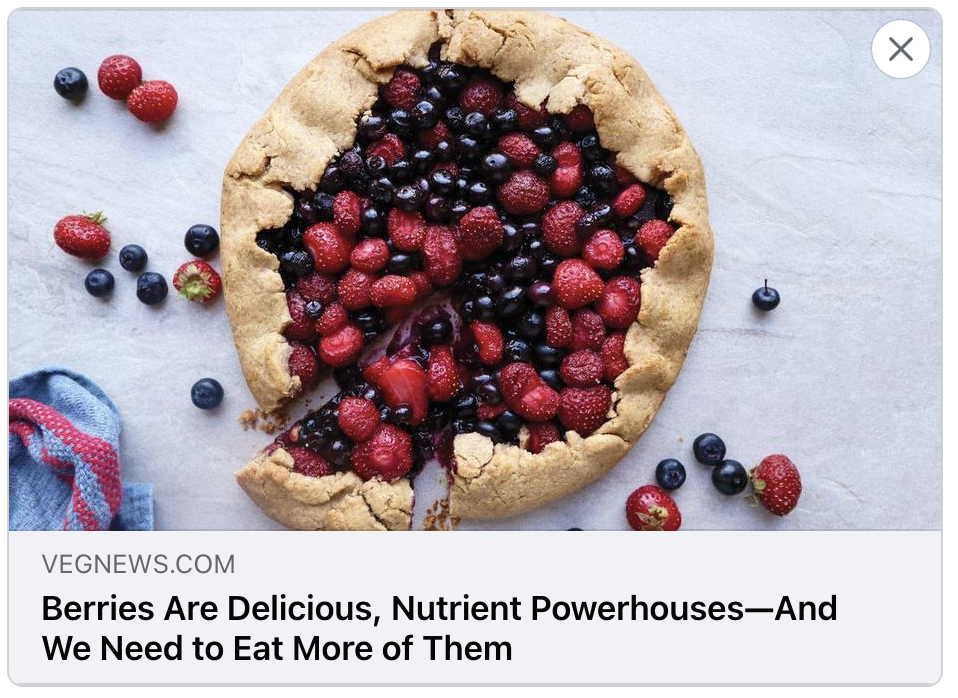 VEGNEWS.COM
Berries Are Delicious, Nutrient Powerhouses—And
We Need to Eat More of Them